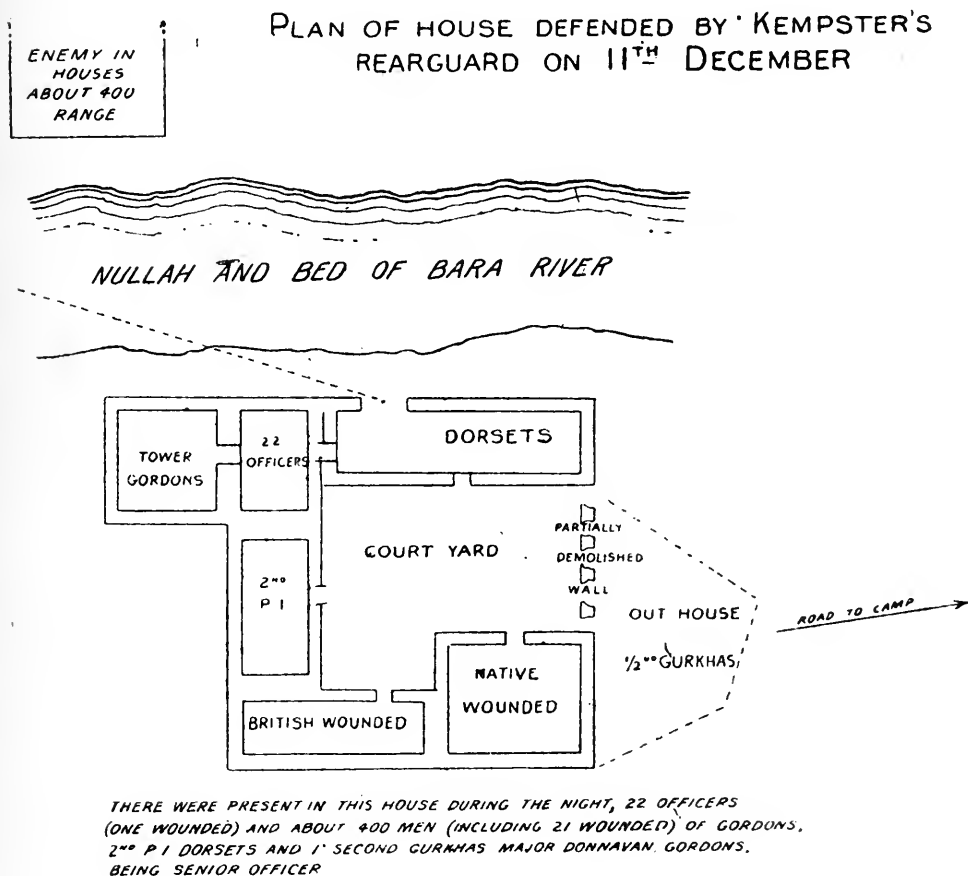 PLAN OF HOUSE DEFENDED BY KEMPSTER'S
REARGUARD ON 11TH DECEMBER
ENEMY IN
HOUSES
ABOUT 400
RANGE
NULLAH AND BED OF BARA RIVER
TOWER
GORDONS
22
OFFICERS
DORSETS
COURT YARD
PARTIALLY
DEMOLISHED
WALL
2ND
P I
OUT HOUSE
1/2ND GURKHAS
ROAD TO CAMP
NATIVE
WOUNDED
BRITISH WOUNDED
THERE WERE PRESENT IN THIS HOUSE DURING THE NIGHT, 22 OFFICERS
(ONE WOUNDED) AND ABOUT 400 MEN (INCLUDING 21 WOUNDED) OF GORDONS,
2ND P I DORSETS AND 1' SECOND GURKHAS MAJOR DONNAVAN. GORDONS.
BEING SENIOR OFFICER